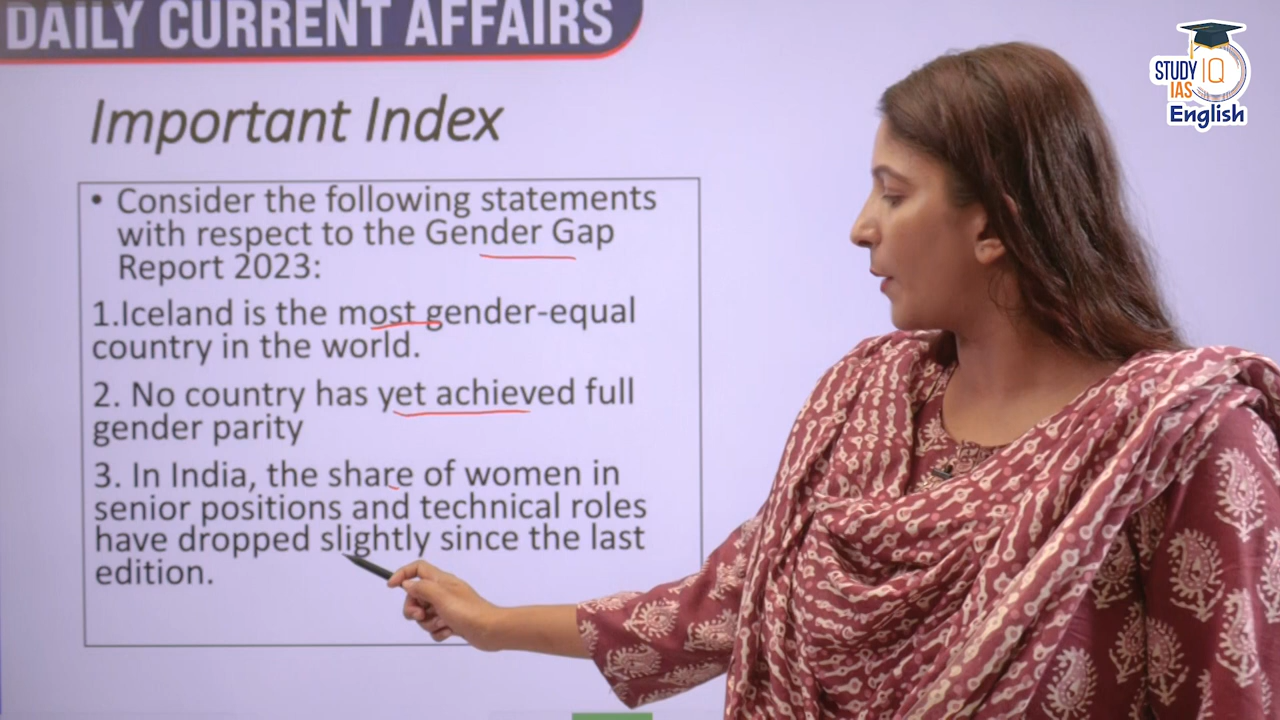 DAILY CURRENT AFFAIRS
STUDY IQ
IAS
English
Important Index
• Consider the following statements
with respect to the Gender Gap
Report 2023:
1.Iceland is the most gender-equal
country in the world.
2. No country has yet achieved full
gender parity
3. In India, the share of women in
senior positions and technical roles
have dropped slightly since the last
edition.